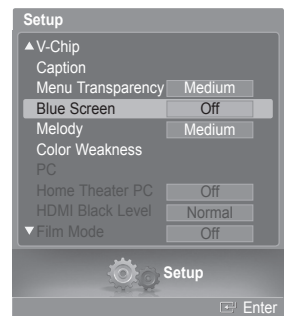 Setup
▲V-Chip
Caption
Menu Transparency Medium
Blue Screen Off
Melody Medium
Color Weakness
PC
Home Theater PC Off
HDMI Black Level Normal
▼Film Mode Off
Setup
Enter